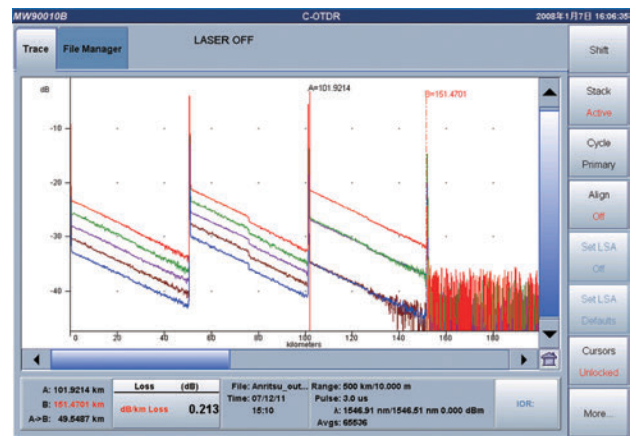 MW90010B C-OTDR 2008年1月7日 16:06:35
Trace File Manager LASER OFF Shift
dB A=101.9214 B=151.4701
Stack
Active
-10
Cycle
Primary
-20
Align
Off
-30
Set LSA
Off
-40
Set LSA
Defaults
0 20 40 60 80 100 120 140 160 180
kilometers
Cursors
Unlocked
A: 101.9214 km Loss (dB) File: Anritsu_out... Range: 500 km/10.000 m
B: 151.4701 km dB/km Loss 0.213 Time: 07/12/11 Pulse: 3.0 us IDR:
A->B: 49.5487 km 15:10 λ: 1546.91 nm/1546.51 nm 0.000 dBm
Avgs: 65536
More...